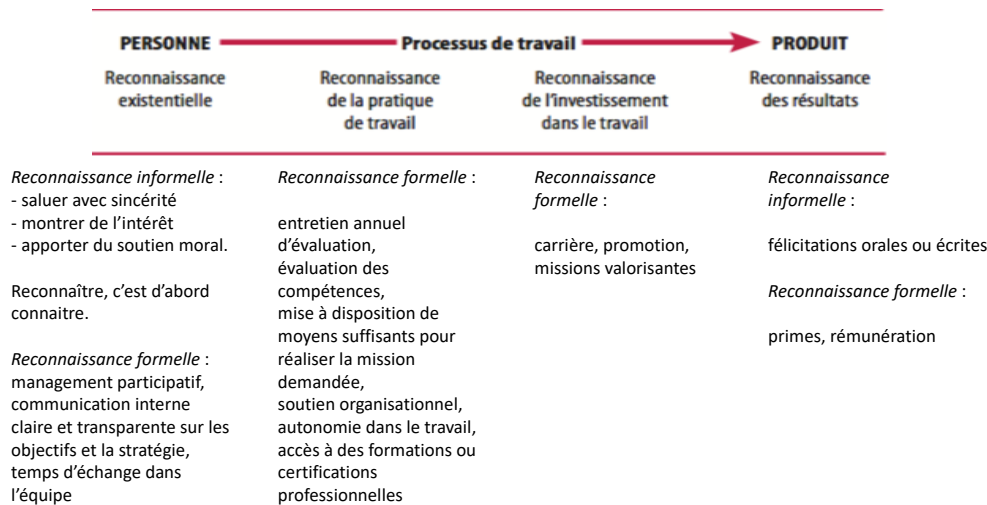 PERSONNE Processus de travail PRODUIT
Reconnaissance
existentielle
Reconnaissance
de la pratique
de travail
Reconnaissance
de l'investissement
dans le travail
Reconnaissance
des résultats
Reconnaissance informelle :
- saluer avec sincérité
- montrer de l'intérêt
- apporter du soutien moral.
Reconnaître, c'est d'abord
connaitre.
Reconnaissance formelle :
management participatif,
communication interne
claire et transparente sur les
objectifs et la stratégie,
temps d'échange dans
l'équipe
Reconnaissance formelle :
entretien annuel
d'évaluation,
évaluation des
compétences,
mise à disposition de
moyens suffisants pour
réaliser la mission
demandée,
soutien organisationnel,
autonomie dans le travail,
accès à des formations ou
certifications
professionnelles
Reconnaissance
formelle :
carrière, promotion,
missions valorisantes
Reconnaissance
informelle :
félicitations orales ou écrites
Reconnaissance formelle :
primes, rémunération